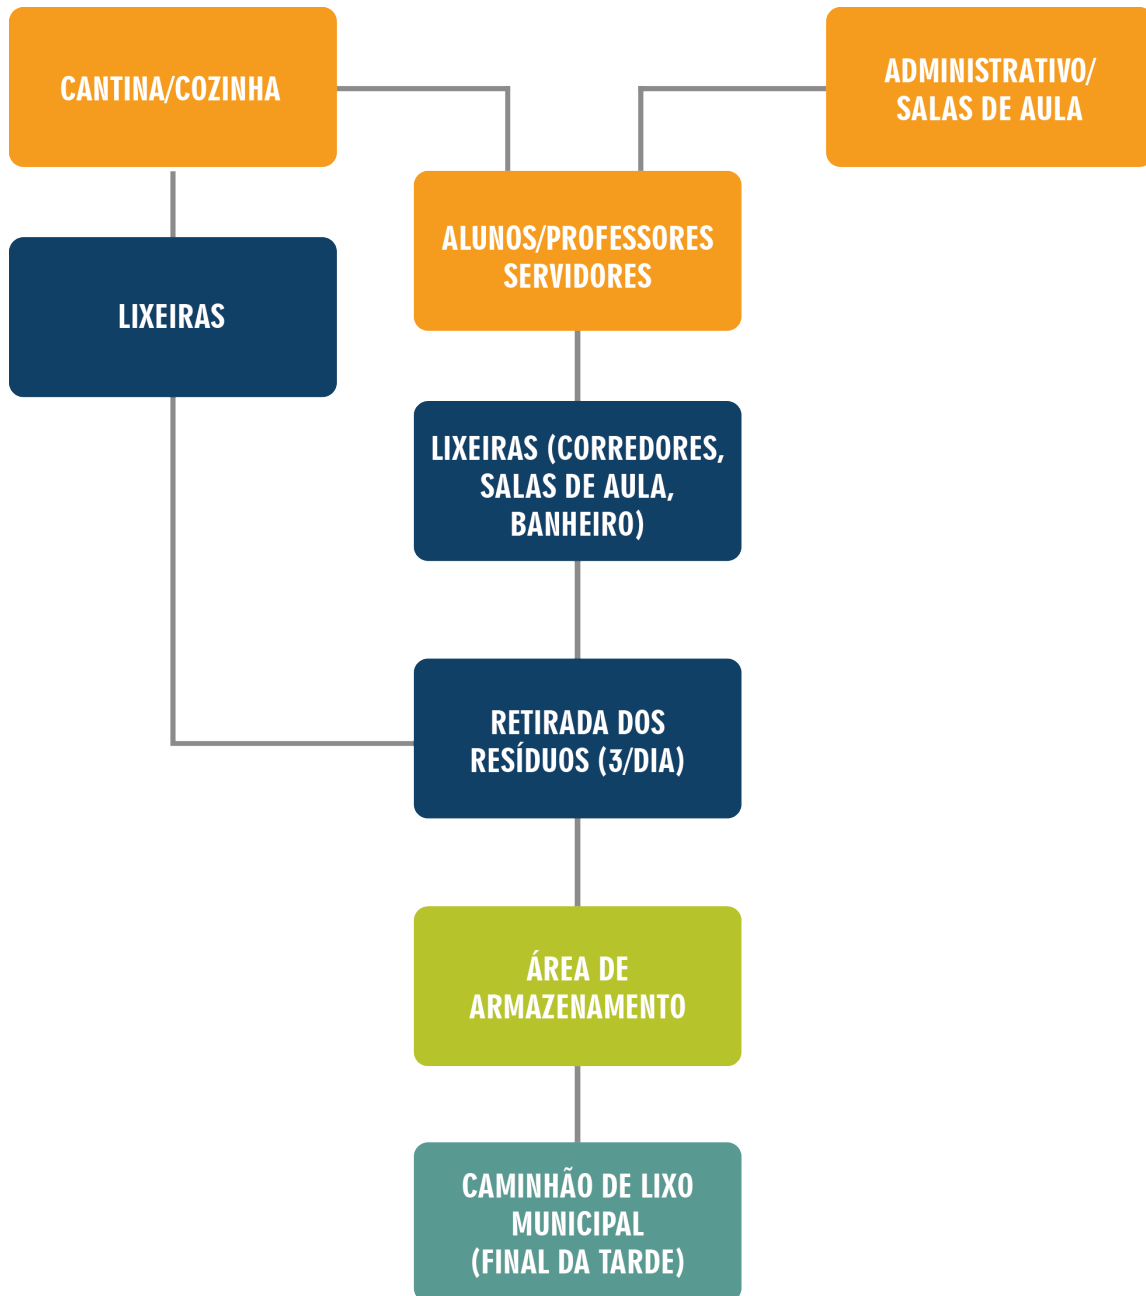 CANTINA/COZINHA
ADMINISTRATIVO/
SALAS DE AULA
ALUNOS/PROFESSORES
SERVIDORES
LIXEIRAS
LIXEIRAS (CORREDORES,
SALAS DE AULA,
BANHEIRO)
RETIRADA DOS
RESÍDUOS (3/DIA)
ÁREA DE
ARMAZENAMENTO
CAMINHÃO DE LIXO
MUNICIPAL
(FINAL DA TARDE)